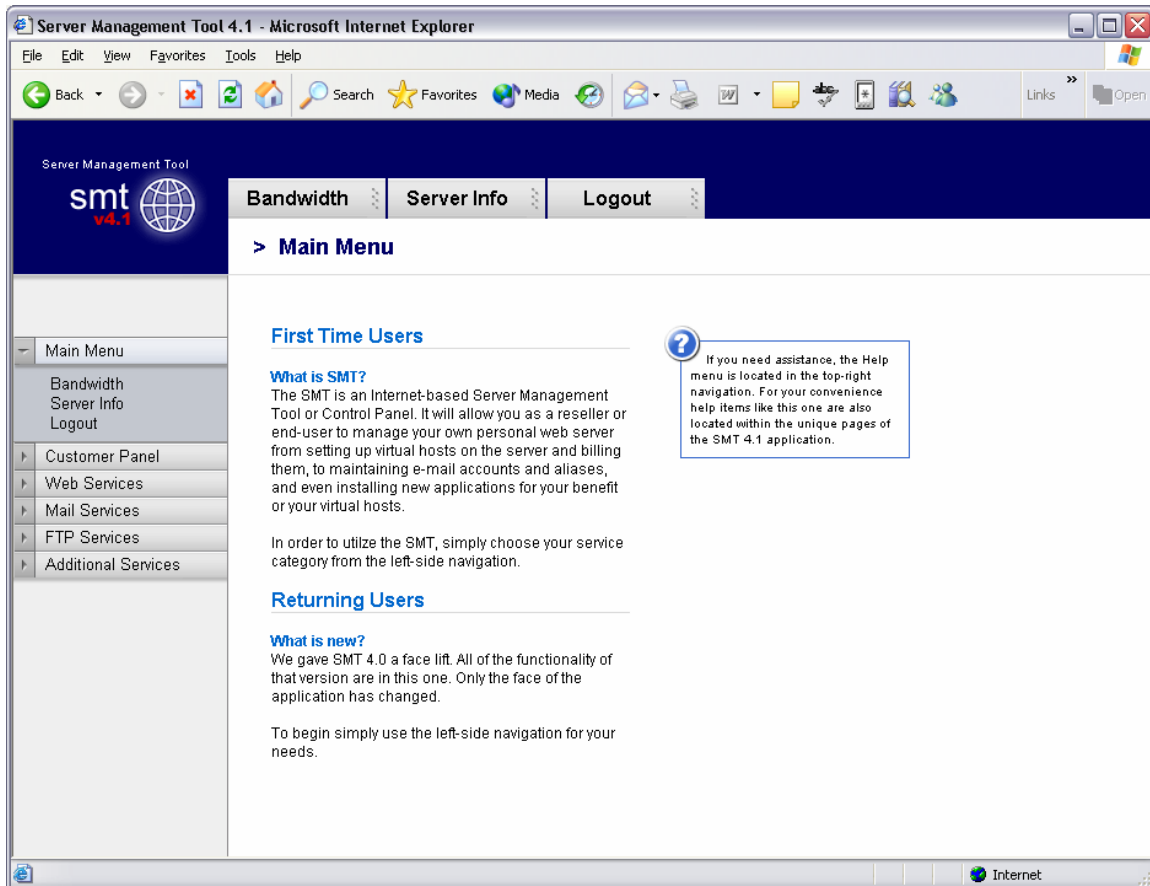 Server Management Tool 4.1 - Microsoft Internet Explorer
File Edit View Favorites Tools Help
Back Search Favorites Media Links » Open
Server Management Tool
smt
v4.1
Bandwidth Server Info Logout
> Main Menu
Main Menu
Bandwidth
Server Info
Logout
Customer Panel
Web Services
Mail Services
FTP Services
Additional Services
First Time Users
What is SMT?
The SMT is an Internet-based Server Management
Tool or Control Panel. It will allow you as a reseller or
end-user to manage your own personal web server
from setting up virtual hosts on the server and billing
them, to maintaining e-mail accounts and aliases,
and even installing new applications for your benefit
or your virtual hosts.
In order to utilze the SMT, simply choose your service
category from the left-side navigation.
Returning Users
What is new?
We gave SMT 4.0 a face lift. All of the functionality of
that version are in this one. Only the face of the
application has changed.
To begin simply use the left-side navigation for your
needs.
?
If you need assistance, the Help
menu is located in the top-right
navigation. For your convenience
help items like this one are also
located within the unique pages of
the SMT 4.1 application.
Internet